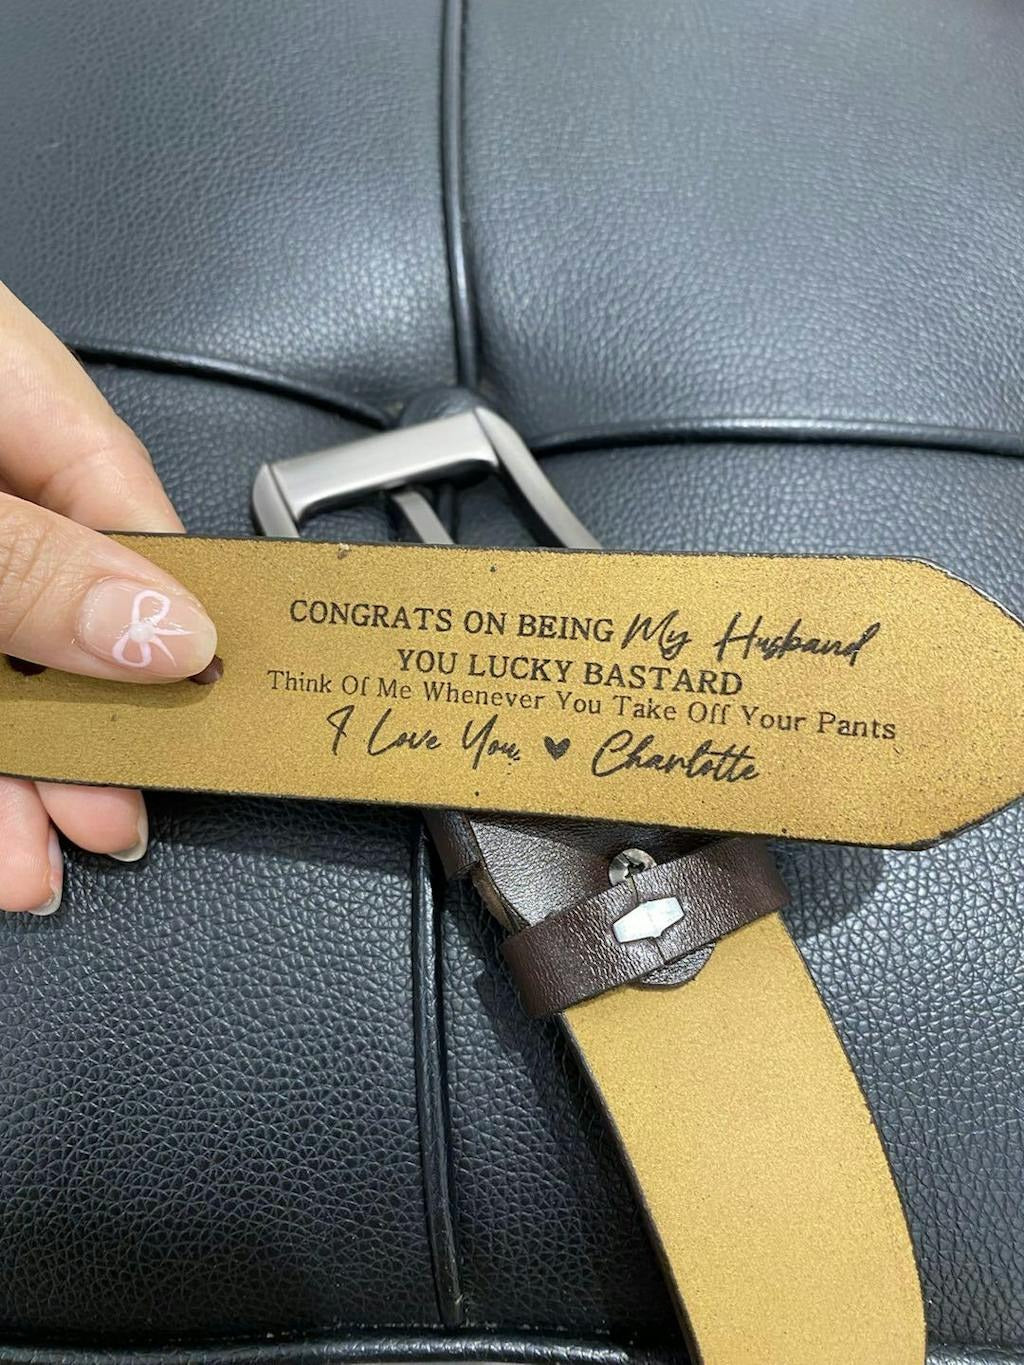 CONGRATS ON BEING My Husband
YOU LUCKY BASTARD
Think Of Me Whenever You Take Off Your Pants
I Love You. ♥ Charlotte